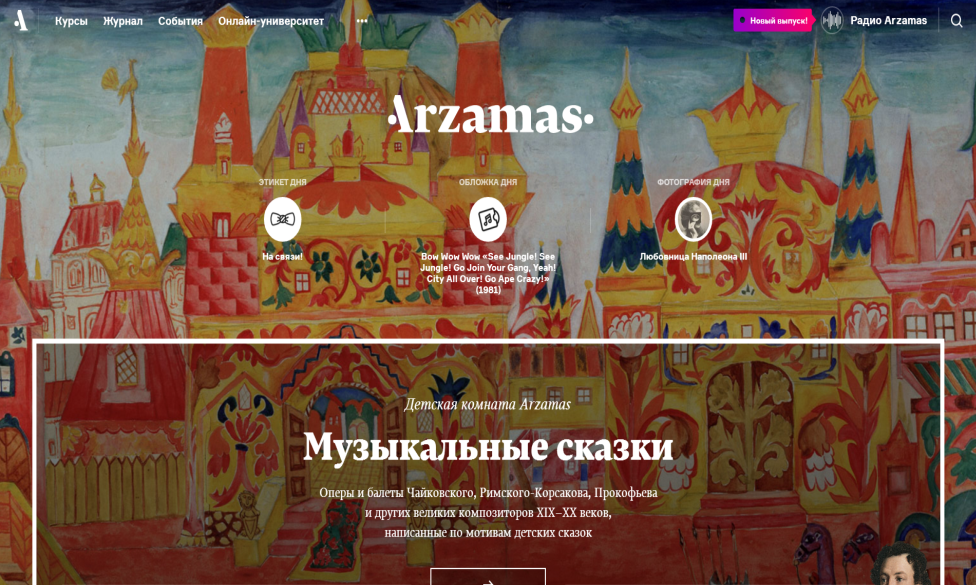 Курсы Журнал События Онлайн-университет ••• Новый выпуск! Радио Arzamas
Arzamas
ЭТИКЕТ ДНЯ
На связи!
ОБЛОЖКА ДНЯ
Bow Wow Wow «See Jungle! See
Jungle! Go Join Your Gang, Yeah!
City All Over! Go Ape Crazy!»
(1981)
ФОТОГРАФИЯ ДНЯ
Любовница Наполеона III
Детская комната Arzamas
Музыкальные сказки
Оперы и балеты Чайковского, Римского-Корсакова, Прокофьева
и других великих композиторов XIX–XX веков,
написанные по мотивам детских сказок